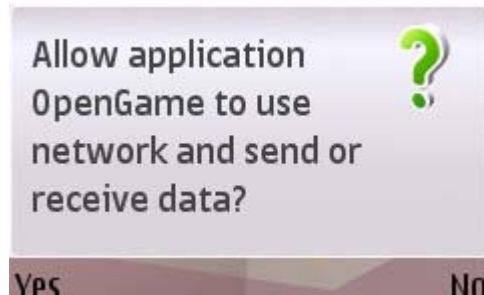 Allow application
OpenGame to use
network and send or
receive data?
Yes No